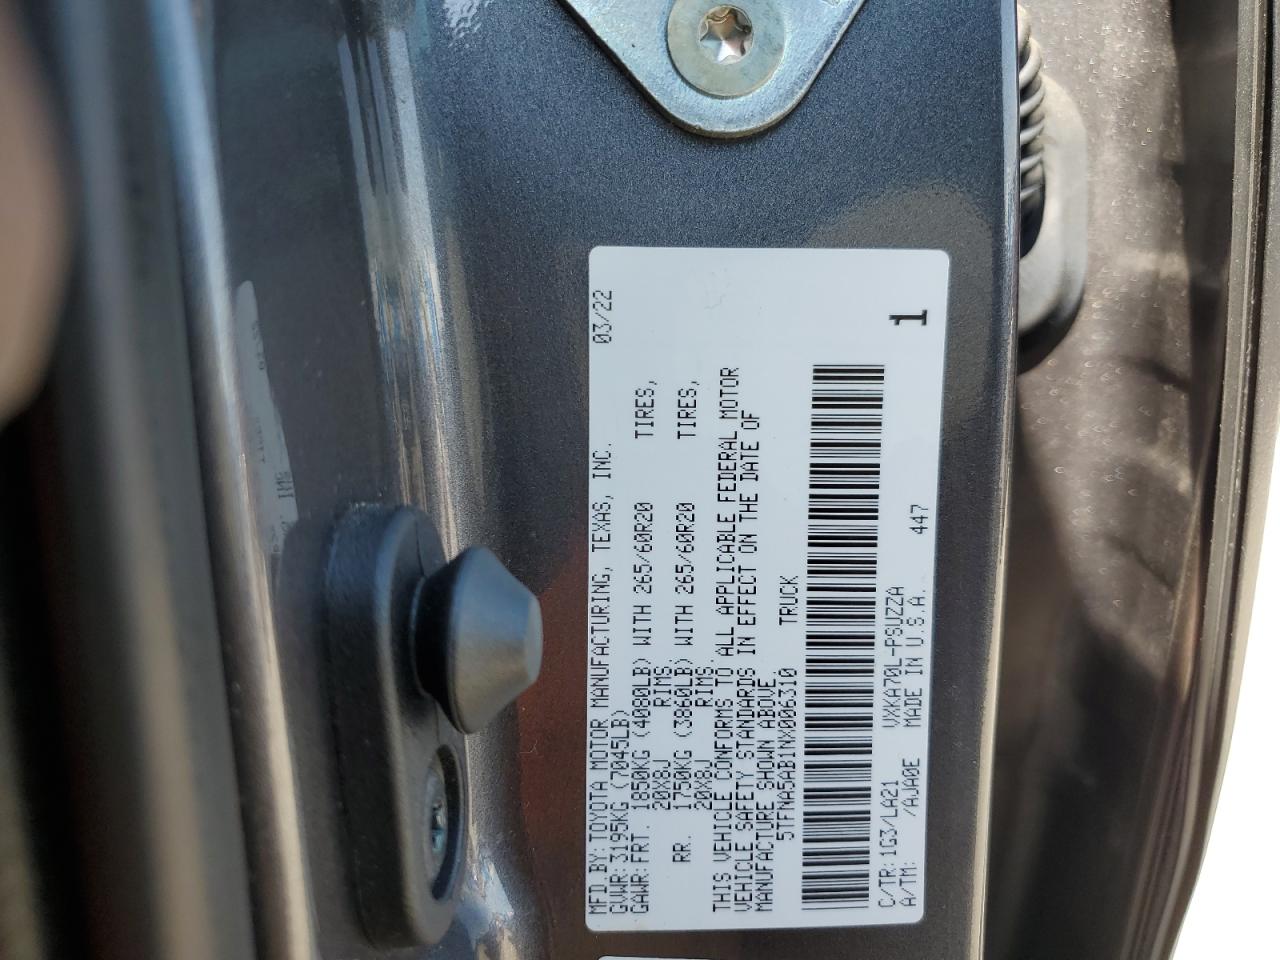 MFD.BY:TOYOTA MOTOR MANUFACTURING, TEXAS, INC. 03/22
GVWR:3195KG (7045LB)
GAWR:FRT. 1850KG (4080LB) WITH 265/60R20 TIRES,
20X8J RIMS.
RR. 1750KG (3860LB) WITH 265/60R20 TIRES,
20X8J RIMS.
THIS VEHICLE CONFORMS TO ALL APPLICABLE FEDERAL MOTOR
VEHICLE SAFETY STANDARDS IN EFFECT ON THE DATE OF
MANUFACTURE SHOWN ABOVE
5TFNA5AB1NX006310 TRUCK
1
C/TR:1G3/LA21 VXKA70L-PSUZZA
A/TM: /AJA0E MADE IN U.S.A. 447